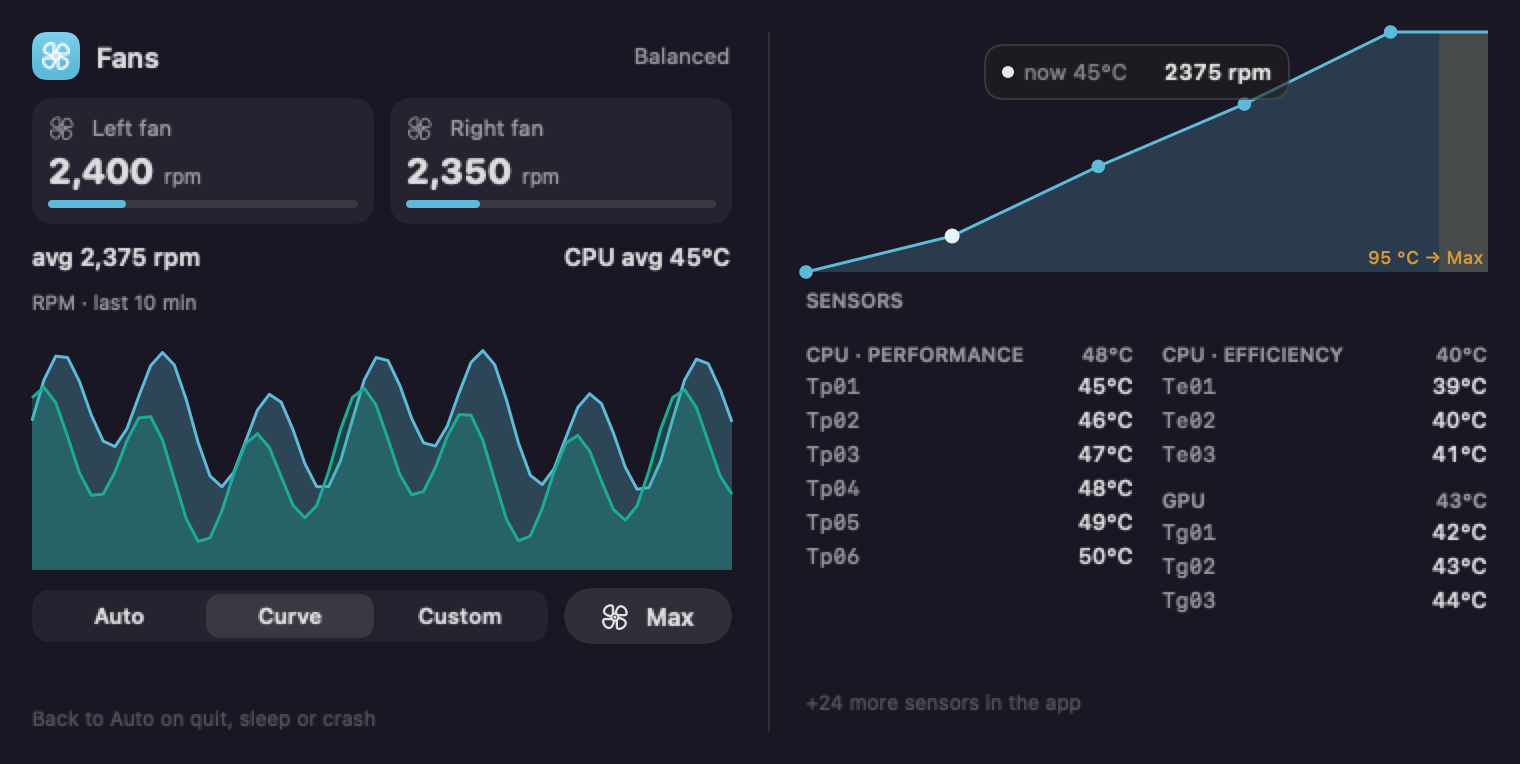 Fans
Balanced
Left fan
2,400 rpm
Right fan
2,350 rpm
avg 2,375 rpm
CPU avg 45°C
RPM · last 10 min
Auto
Curve
Custom
Max
Back to Auto on quit, sleep or crash
now 45°C 2375 rpm
95 °C → Max
SENSORS
CPU · PERFORMANCE 48°C
Tp01 45°C
Tp02 46°C
Tp03 47°C
Tp04 48°C
Tp05 49°C
Tp06 50°C
CPU · EFFICIENCY 40°C
Te01 39°C
Te02 40°C
Te03 41°C
GPU 43°C
Tg01 42°C
Tg02 43°C
Tg03 44°C
+24 more sensors in the app